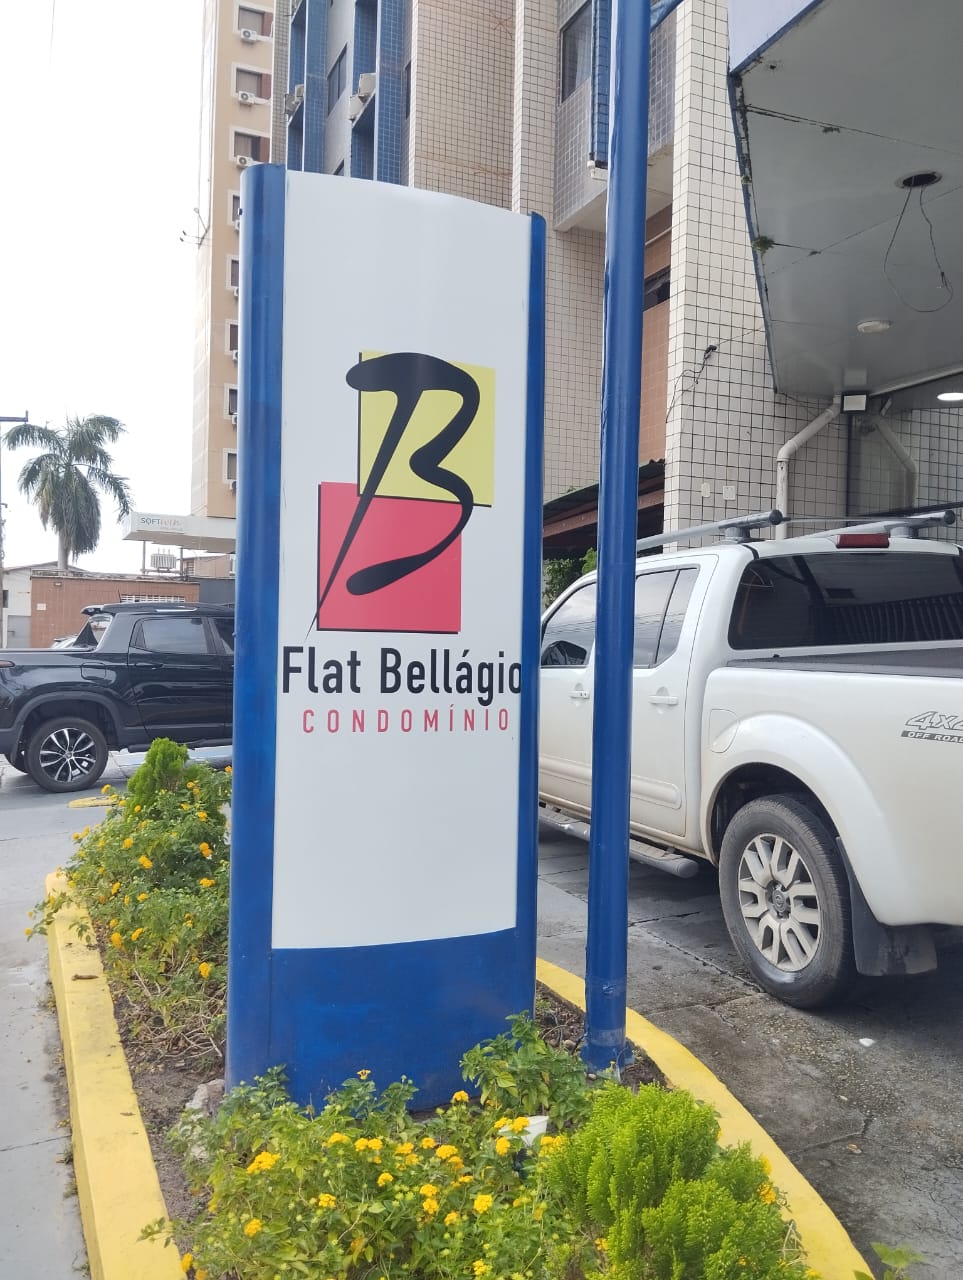 B
Flat Bellágio
CONDOMÍNIO
4X4
OFF ROAD